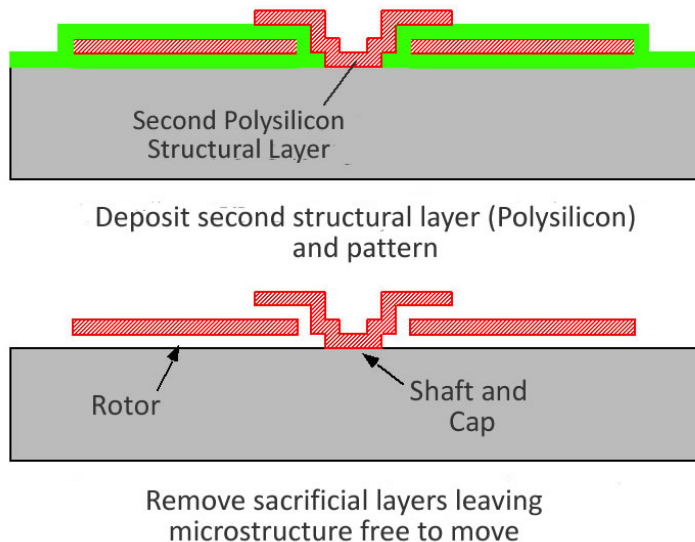 Second Polysilicon
Structural Layer
Deposit second structural layer (Polysilicon)
and pattern
Rotor
Shaft and
Cap
Remove sacrificial layers leaving
microstructure free to move